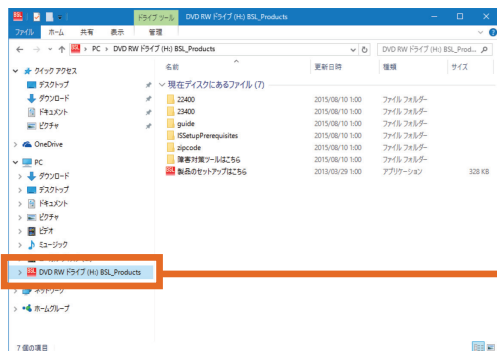 BSL
ドライブ ツール
DVD RW ドライブ (H:) BSL_Products
ファイル
ホーム
共有
表示
管理
PC › DVD RW ドライブ (H:) BSL_Products
DVD RW ドライブ (H:) BSL_Prod...
名前
更新日時
種類
サイズ
クイック アクセス
デスクトップ
ダウンロード
ドキュメント
ピクチャ
OneDrive
PC
ダウンロード
デスクトップ
ドキュメント
ピクチャ
ビデオ
ミュージック
DVD RW ドライブ (H:) BSL_Products
ネットワーク
ホームグループ
現在ディスクにあるファイル (7)
22400 2015/08/10 1:00 ファイル フォルダー
23400 2015/08/10 1:00 ファイル フォルダー
guide 2015/08/10 1:00 ファイル フォルダー
ISSetupPrerequisites 2015/08/10 1:00 ファイル フォルダー
zipcode 2015/08/10 1:00 ファイル フォルダー
障害対策ツールはこちら 2015/08/10 1:00 ファイル フォルダー
製品のセットアップはこちら 2013/03/29 1:00 アプリケーション 328 KB
7 個の項目